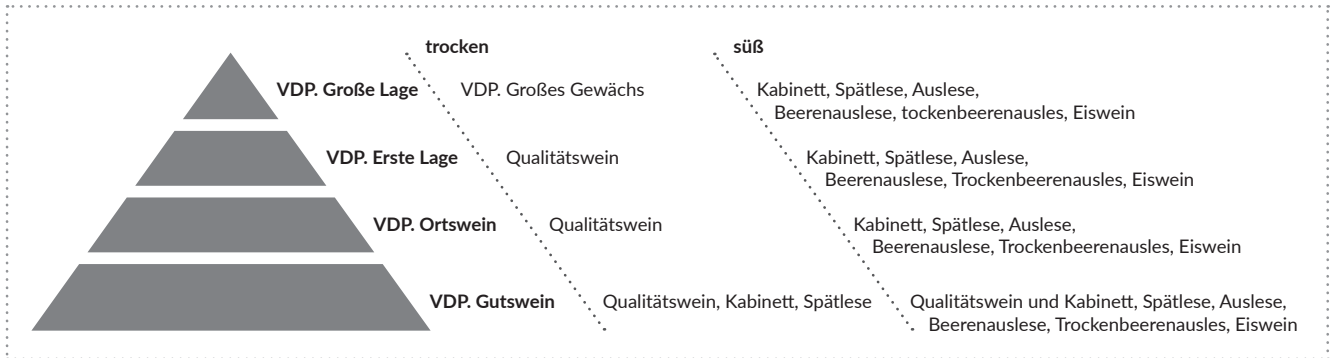 trocken
süß
VDP. Große Lage
VDP. Großes Gewächs
Kabinett, Spätlese, Auslese,
Beerenauslese, tockenbeerenausles, Eiswein
VDP. Erste Lage
Qualitätswein
Kabinett, Spätlese, Auslese,
Beerenauslese, Trockenbeerenausles, Eiswein
VDP. Ortswein
Qualitätswein
Kabinett, Spätlese, Auslese,
Beerenauslese, Trockenbeerenausles, Eiswein
VDP. Gutswein
Qualitätswein, Kabinett, Spätlese
Qualitätswein und Kabinett, Spätlese, Auslese,
Beerenauslese, Trockenbeerenausles, Eiswein